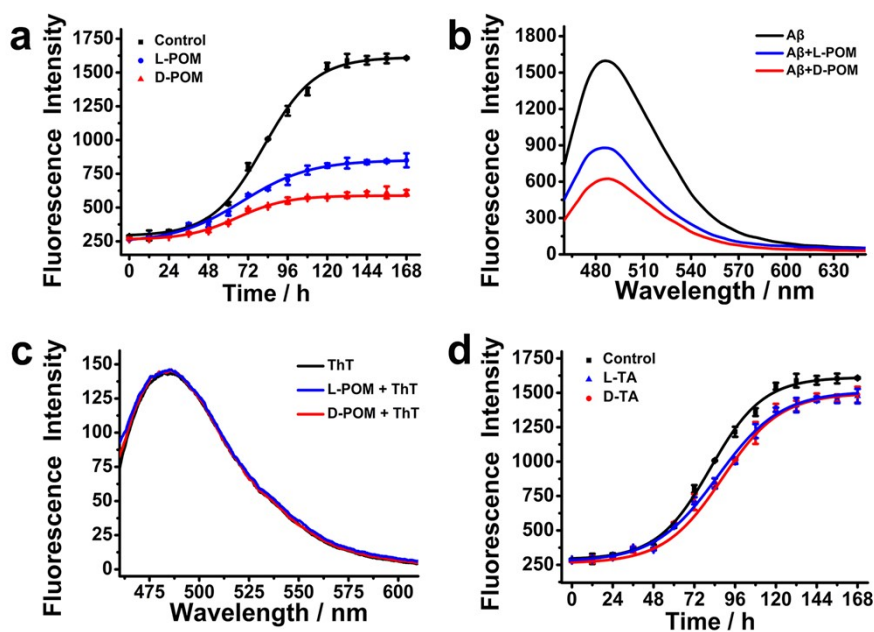 a
Fluorescence Intensity
1750
1500
1250
1000
750
500
250
Control
L-POM
D-POM
0 24 48 72 96 120 144 168
Time / h
b
Fluorescence Intensity
1800
1500
1200
900
600
300
0
Aβ
Aβ+L-POM
Aβ+D-POM
480 510 540 570 600 630
Wavelength / nm
c
Fluorescence Intensity
150
125
100
75
50
25
0
ThT
L-POM + ThT
D-POM + ThT
475 500 525 550 575 600
Wavelength / nm
d
Fluorescence Intensity
1750
1500
1250
1000
750
500
250
Control
L-TA
D-TA
0 24 48 72 96 120 144 168
Time / h